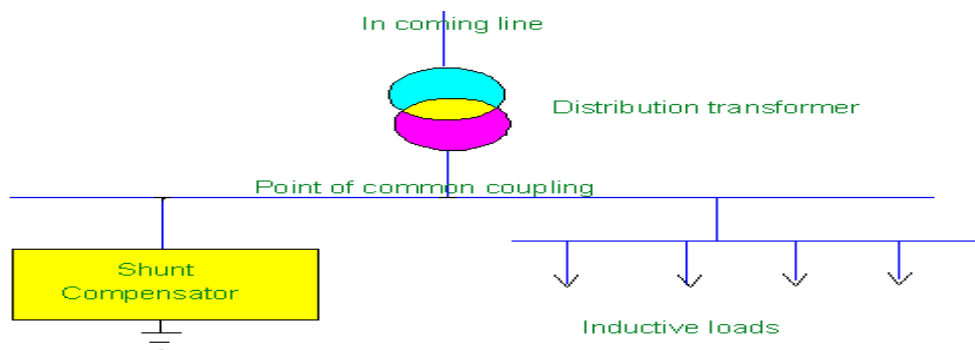 In coming line
Distribution transformer
Point of common coupling
Shunt
Compensator
Inductive loads